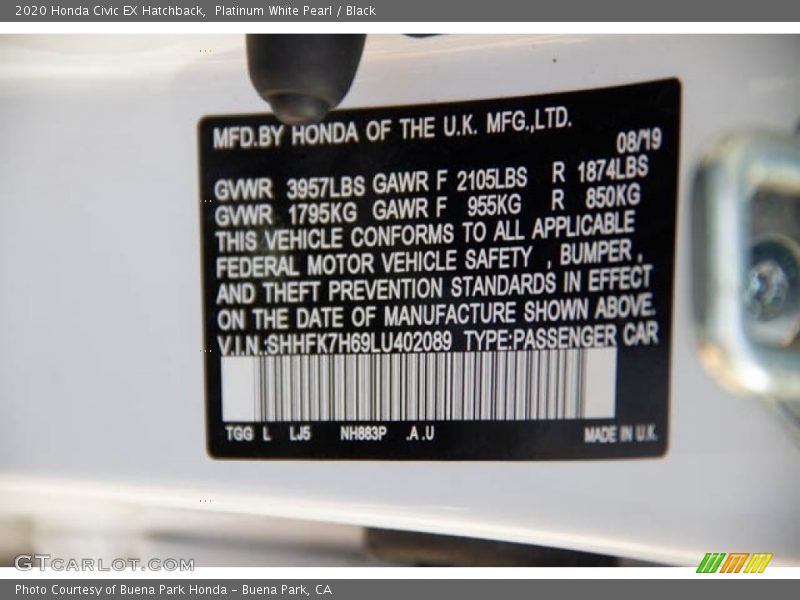 2020 Honda Civic EX Hatchback, Platinum White Pearl / Black
MFD.BY HONDA OF THE U.K. MFG.,LTD.
08/19
GVWR 3957LBS GAWR F 2105LBS R 1874LBS
GVWR 1795KG GAWR F 955KG R 850KG
THIS VEHICLE CONFORMS TO ALL APPLICABLE
FEDERAL MOTOR VEHICLE SAFETY , BUMPER ,
AND THEFT PREVENTION STANDARDS IN EFFECT
ON THE DATE OF MANUFACTURE SHOWN ABOVE.
V.I.N.:SHHFK7H69LU402089 TYPE:PASSENGER CAR
TGG L LJ5 NH883P .A.U MADE IN U.K.
GTCARLOT.COM
Photo Courtesy of Buena Park Honda - Buena Park, CA